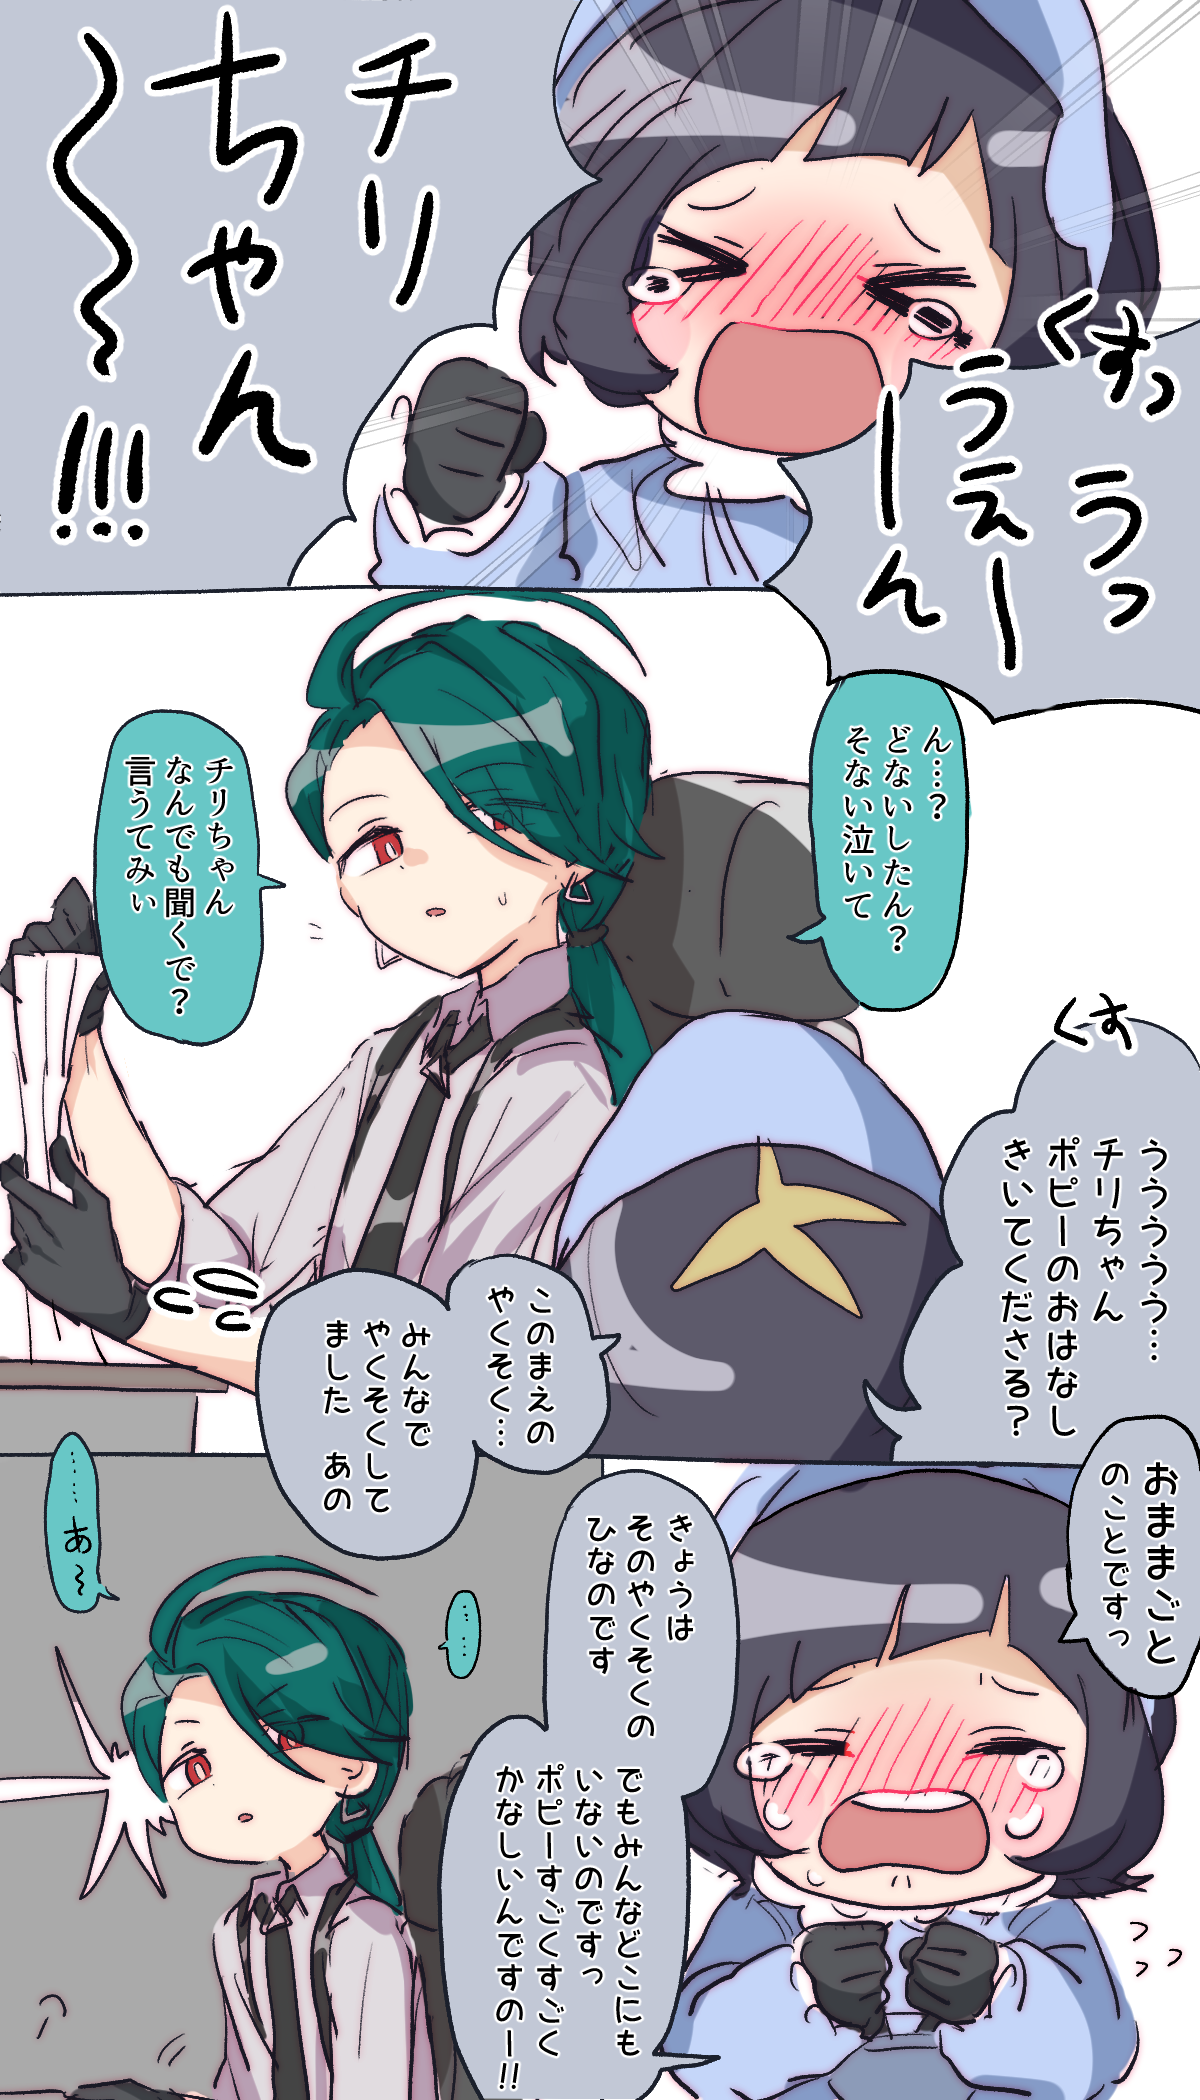 チリ
ちゃん
〜〜!!!
くすっ
うっ
うえー
ーん
ん…?
どないしたん?
そない泣いて
チリちゃん
なんでも聞くで?
言うてみぃ
くす
うううう…
チリちゃん
ポピーのおはなし
きいてくださる?
このまえの
やくそく…
みんなで
やくそくして
ました あの
おままごと
のことですっ
きょうは
そのやくそくの
ひなのです
でもみんなどこにも
いないのですっ
ポピーすごくすごく
かなしいんですのー!!
……
……あ〜